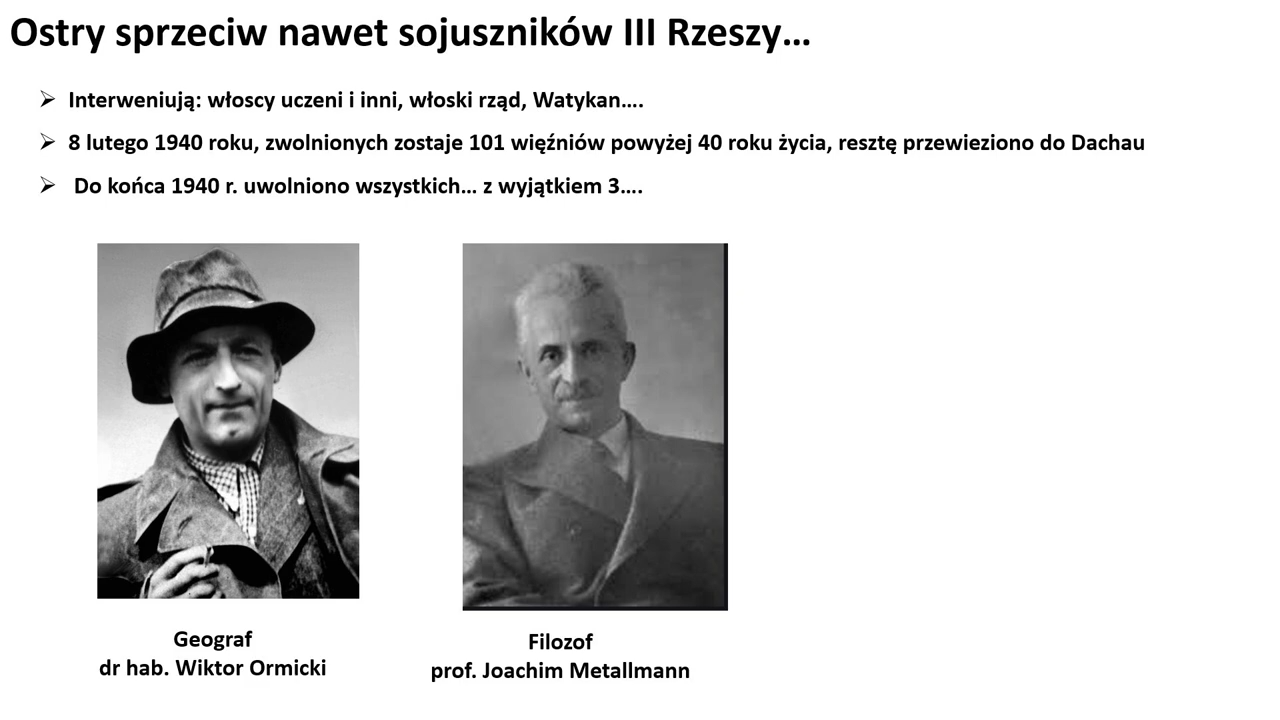 Ostry sprzeciw nawet sojuszników III Rzeszy...
Interweniują: włoscy uczeni i inni, włoski rząd, Watykan....
8 lutego 1940 roku, zwolnionych zostaje 101 więźniów powyżej 40 roku życia, resztę przewieziono do Dachau
Do końca 1940 r. uwolniono wszystkich... z wyjątkiem 3....
Geograf
dr hab. Wiktor Ormicki
Filozof
prof. Joachim Metallmann